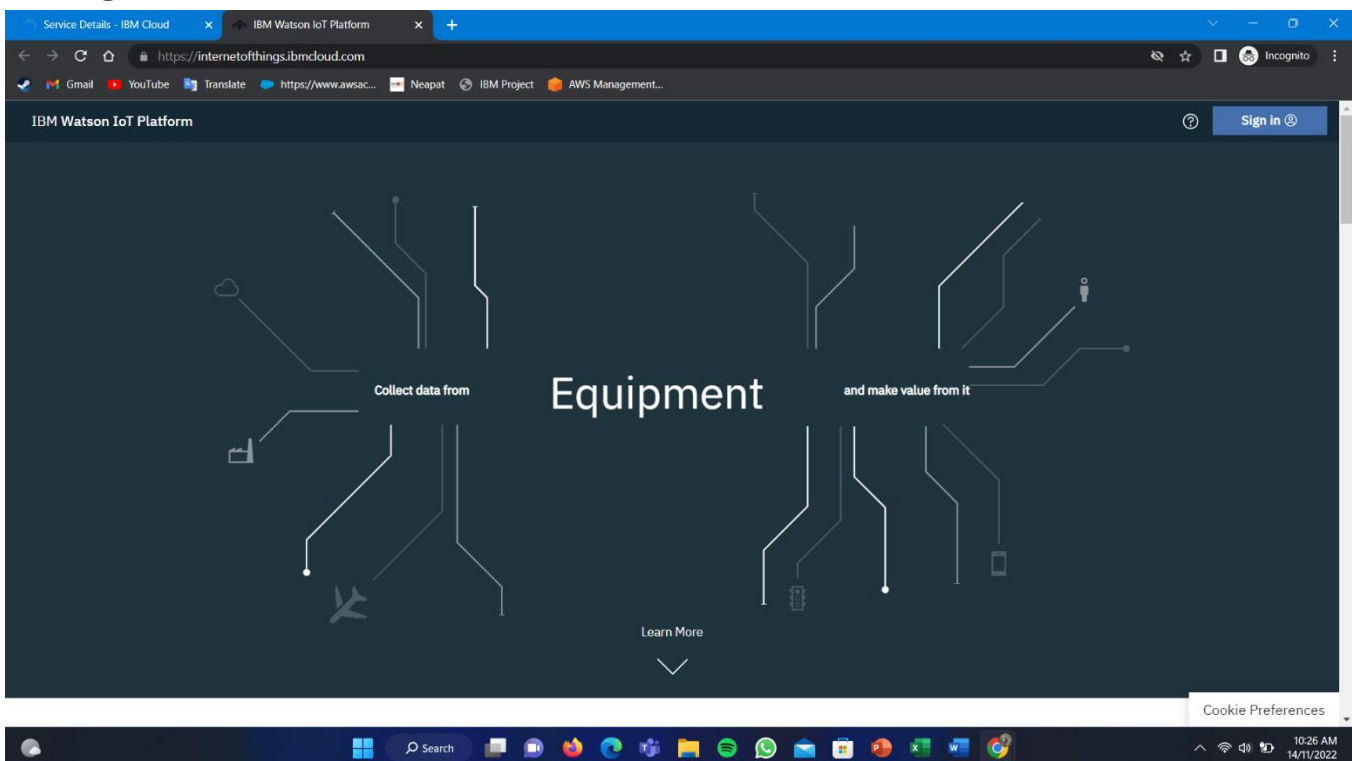 Service Details - IBM Cloud
IBM Watson IoT Platform
https://internetofthings.ibmcloud.com
Incognito
Gmail
YouTube
Translate
https://www.awsac...
Neapat
IBM Project
AWS Management...
IBM Watson IoT Platform
Sign in
Collect data from
Equipment
and make value from it
Learn More
Cookie Preferences
Search
10:26 AM
14/11/2022